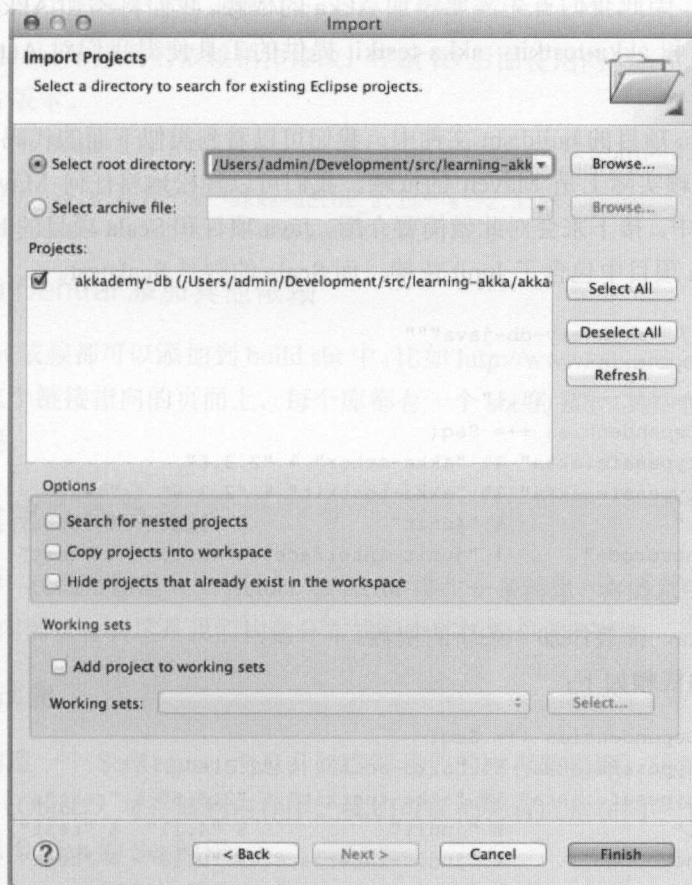 Import
Import Projects
Select a directory to search for existing Eclipse projects.
Select root directory: /Users/admin/Development/src/learning-akk Browse...
Select archive file: Browse...
Projects:
akkademy-db (/Users/admin/Development/src/learning-akka/akka
Select All
Deselect All
Refresh
Options
Search for nested projects
Copy projects into workspace
Hide projects that already exist in the workspace
Working sets
Add project to working sets
Working sets: Select...
? < Back Next > Cancel Finish